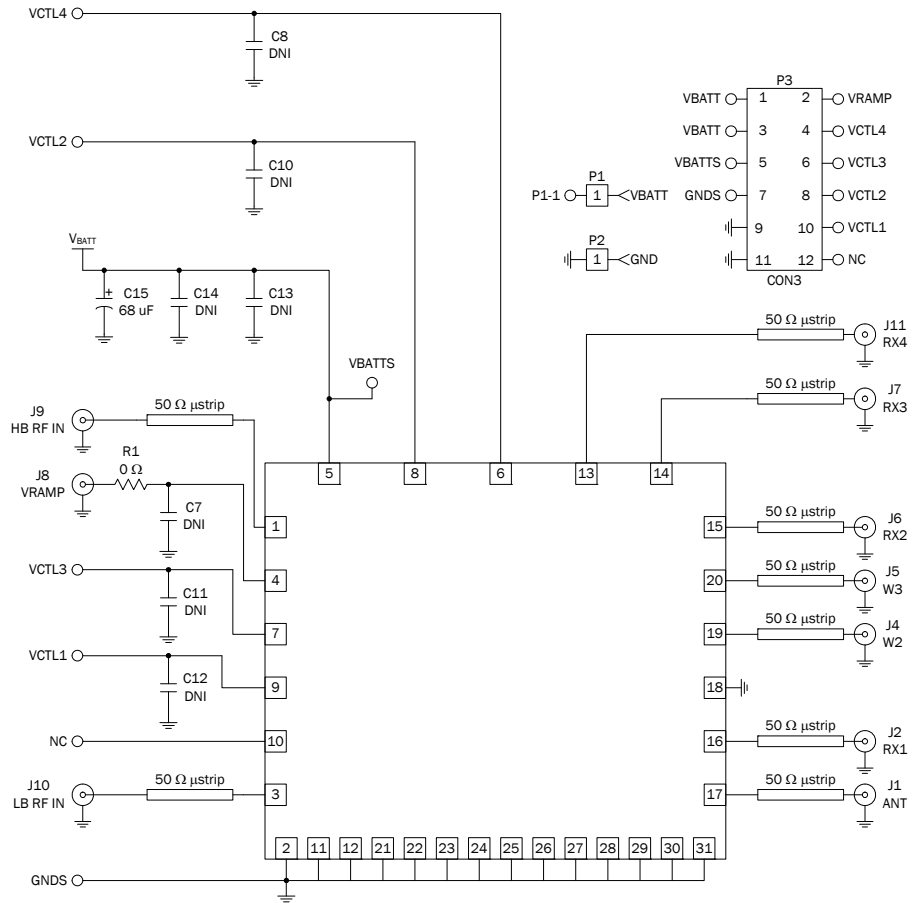 VCTL4
C8
DNI
VCTL2
C10
DNI
P3
VBATT 1 2 VRAMP
VBATT 3 4 VCTL4
VBATTS 5 6 VCTL3
GNDS 7 8 VCTL2
9 10 VCTL1
11 12 NC
CON3
P1
P1-1 1 VBATT
P2
1 GND
VBATT
C15
68 uF
+
C14
DNI
C13
DNI
VBATTS
50 Ω µstrip
J11
RX4
50 Ω µstrip
J7
RX3
J9
HB RF IN
50 Ω µstrip
R1
0 Ω
J8
VRAMP
C7
DNI
VCTL3
C11
DNI
VCTL1
C12
DNI
NC
J10
LB RF IN
50 Ω µstrip
5 8 6 13 14
1
4
7
9
10
3
15
20
19
18
16
17
50 Ω µstrip
J6
RX2
50 Ω µstrip
J5
W3
50 Ω µstrip
J4
W2
50 Ω µstrip
J2
RX1
50 Ω µstrip
J1
ANT
2 11 12 21 22 23 24 25 26 27 28 29 30 31
GNDS